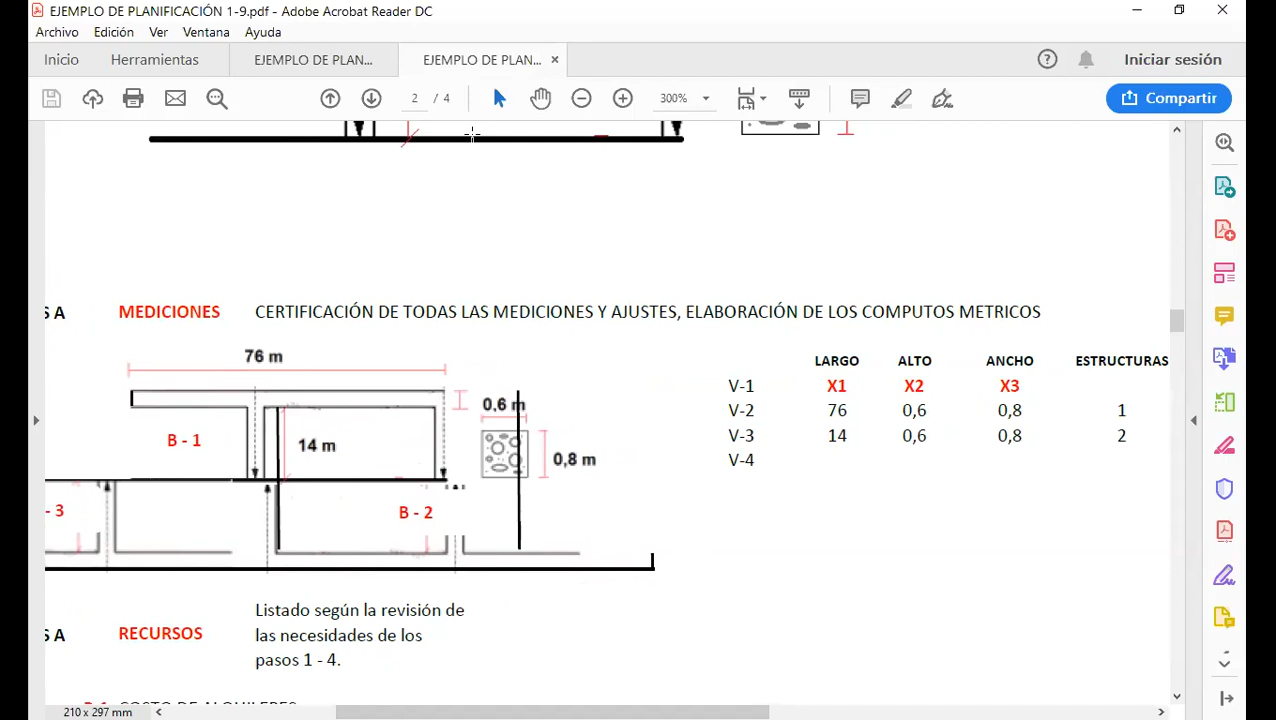 EJEMPLO DE PLANIFICACIÓN 1-9.pdf - Adobe Acrobat Reader DC
Archivo Edición Ver Ventana Ayuda
Inicio Herramientas EJEMPLO DE PLAN... EJEMPLO DE PLAN... ×
Iniciar sesión
2 / 4 300% Compartir
S A MEDICIONES CERTIFICACIÓN DE TODAS LAS MEDICIONES Y AJUSTES, ELABORACIÓN DE LOS COMPUTOS METRICOS
76 m
LARGO ALTO ANCHO ESTRUCTURAS
V-1 X1 X2 X3
0,6 m
V-2 76 0,6 0,8 1
B - 1 14 m
V-3 14 0,6 0,8 2
0,8 m
V-4
- 3 B - 2
Listado según la revisión de
las necesidades de los
pasos 1 - 4.
S A RECURSOS
COSTO DE ALQUILERES
210 x 297 mm